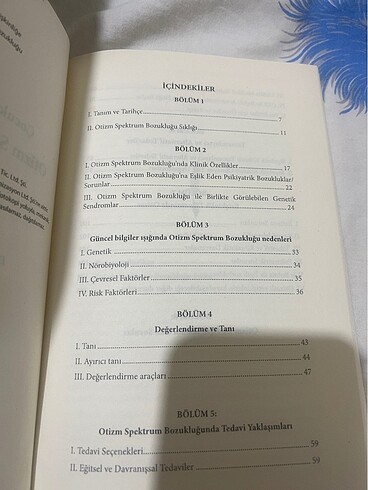 işkinliğe
ozukluğu
Tic. Ltd. Şti.
İÇİNDEKİLER
BÖLÜM 1
I. Tanım ve Tarihçe 7
II. Otizm Spektrum Bozukluğu Sıklığı 11
BÖLÜM 2
I. Otizm Spektrum Bozukluğu'nda Klinik Özellikler 17
II. Otizm Spektrum Bozukluğu'na Eşlik Eden Psikiyatrik Bozukluklar/
Sorunlar 22
III. Otizm Spektrum Bozukluğu ile Birlikte Görülebilen Genetik
Sendromlar 24
BÖLÜM 3
Güncel bilgiler ışığında Otizm Spektrum Bozukluğu nedenleri
I. Genetik 33
II. Nörobiyoloji 34
III. Çevresel Faktörler 35
IV. Risk Faktörleri 36
BÖLÜM 4
Değerlendirme ve Tanı
I. Tanı 43
II. Ayırıcı tanı 44
III. Değerlendirme araçları 47
BÖLÜM 5:
Otizm Spektrum Bozukluğunda Tedavi Yaklaşımları
I. Tedavi Seçenekleri 59
II. Eğitsel ve Davranışsal Tedaviler 59